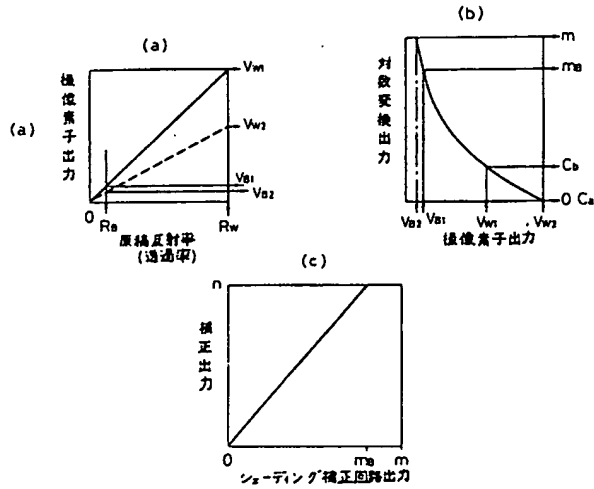 (a)
(a)
撮像素子出力
VW1
VW2
VB1
VB2
0
RB
RW
原稿反射率
(透過率)
(b)
対数変換出力
m
mB
Cb
0 Ca
VB2
VB1
VW1
VW2
撮像素子出力
(c)
n
補正出力
0
mB
m
シェーディング補正回路出力